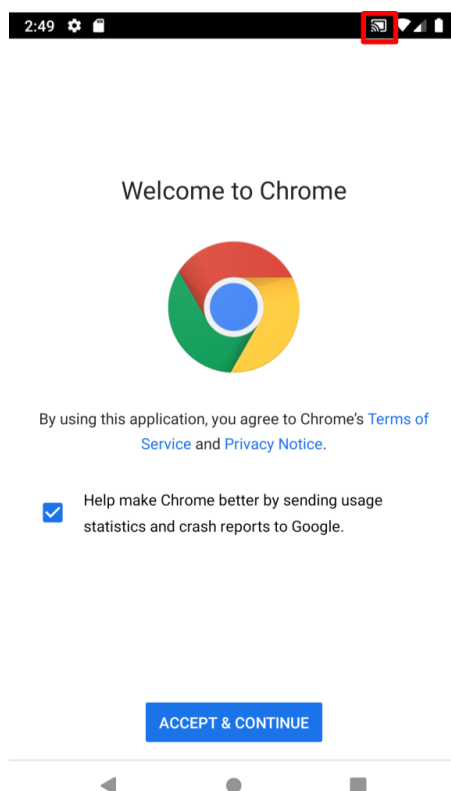 2:49
Welcome to Chrome
By using this application, you agree to Chrome’s Terms of
Service and Privacy Notice.
Help make Chrome better by sending usage
statistics and crash reports to Google.
ACCEPT & CONTINUE